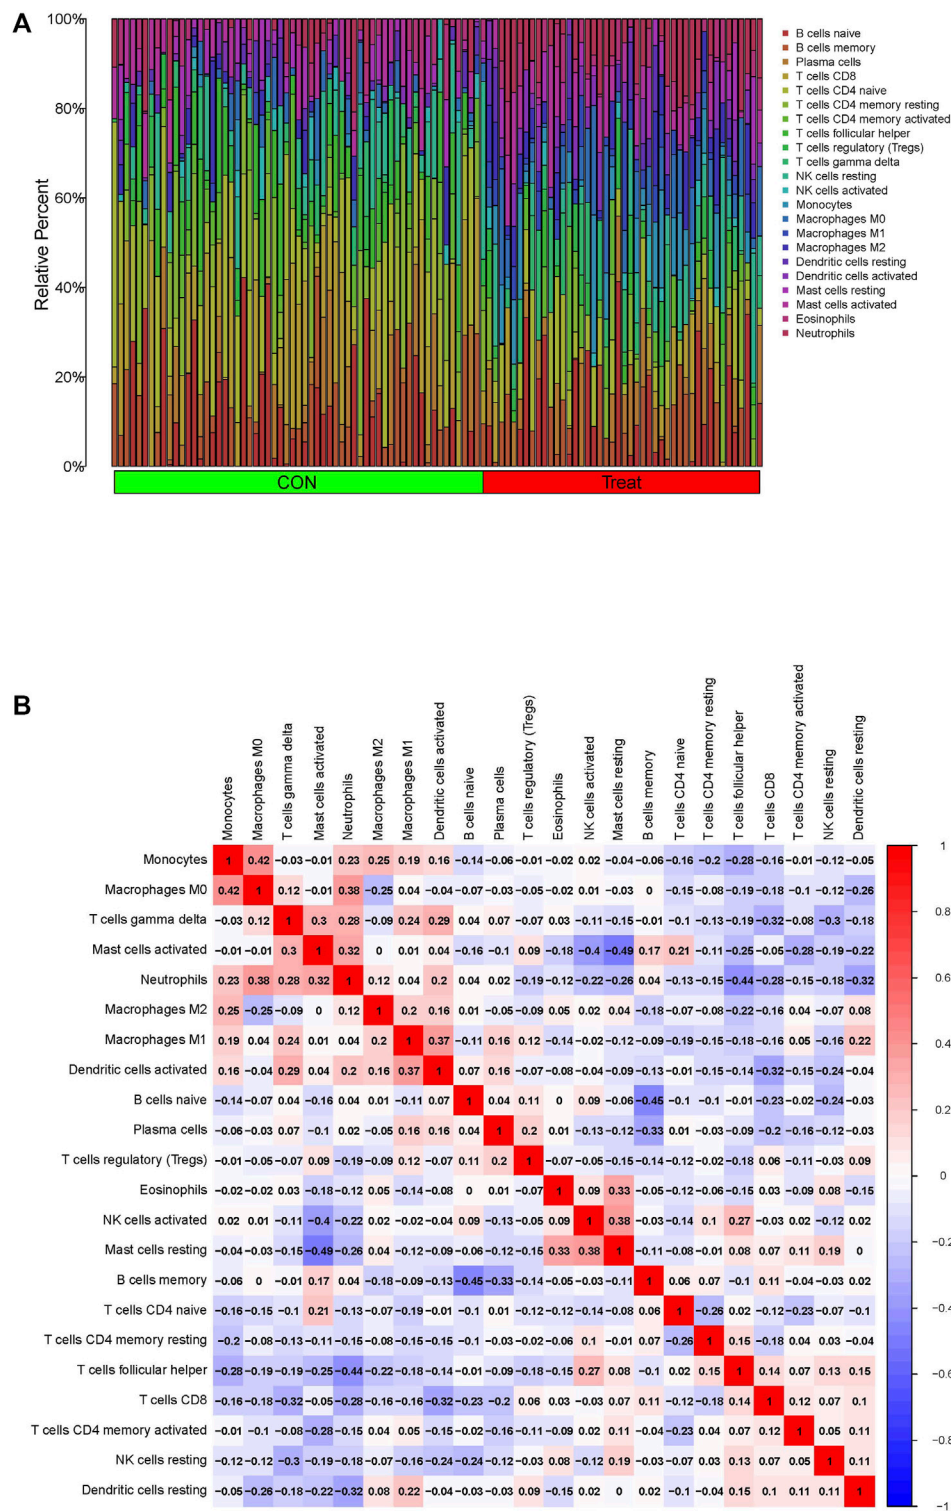 A
100%
80%
60%
40%
20%
0%
Relative Percent
CON
Treat
B cells naive
B cells memory
Plasma cells
T cells CD8
T cells CD4 naive
T cells CD4 memory resting
T cells CD4 memory activated
T cells follicular helper
T cells regulatory (Tregs)
T cells gamma delta
NK cells resting
NK cells activated
Monocytes
Macrophages M0
Macrophages M1
Macrophages M2
Dendritic cells resting
Dendritic cells activated
Mast cells resting
Mast cells activated
Eosinophils
Neutrophils
B
Monocytes
Macrophages M0
T cells gamma delta
Mast cells activated
Neutrophils
Macrophages M2
Macrophages M1
Dendritic cells activated
B cells naive
Plasma cells
T cells regulatory (Tregs)
Eosinophils
NK cells activated
Mast cells resting
B cells memory
T cells CD4 naive
T cells CD4 memory resting
T cells follicular helper
T cells CD8
T cells CD4 memory activated
NK cells resting
Dendritic cells resting
Monocytes 1 0.42 −0.03 −0.01 0.23 0.25 0.19 0.16 −0.14 −0.06 −0.01 −0.02 0.02 −0.04 −0.06 −0.16 −0.2 −0.28 −0.16 −0.01 −0.12 −0.05
Macrophages M0 0.42 1 0.12 −0.01 0.38 −0.25 0.04 −0.04 −0.07 −0.03 −0.05 −0.02 0.01 −0.03 0 −0.15 −0.08 −0.19 −0.18 −0.1 −0.12 −0.26
T cells gamma delta −0.03 0.12 1 0.3 0.28 −0.09 0.24 0.29 0.04 0.07 −0.07 0.03 −0.11 −0.15 −0.01 −0.1 −0.13 −0.19 −0.32 −0.08 −0.3 −0.18
Mast cells activated −0.01 −0.01 0.3 1 0.32 0 0.01 0.04 −0.16 −0.1 0.09 −0.18 −0.4 −0.49 0.17 0.21 −0.11 −0.25 −0.05 −0.28 −0.19 −0.22
Neutrophils 0.23 0.38 0.28 0.32 1 0.12 0.04 0.2 0.04 0.02 −0.19 −0.12 −0.22 −0.26 0.04 −0.13 −0.15 −0.44 −0.28 −0.15 −0.18 −0.32
Macrophages M2 0.25 −0.25 −0.09 0 0.12 1 0.2 0.16 0.01 −0.05 −0.09 0.05 0.02 0.04 −0.18 −0.07 −0.08 −0.22 −0.16 0.04 −0.07 0.08
Macrophages M1 0.19 0.04 0.24 0.01 0.04 0.2 1 0.37 −0.11 0.16 0.12 −0.14 −0.02 −0.12 −0.09 −0.19 −0.15 −0.18 −0.16 0.05 −0.16 0.22
Dendritic cells activated 0.16 −0.04 0.29 0.04 0.2 0.16 0.37 1 0.07 0.16 −0.07 −0.08 −0.04 −0.09 −0.13 −0.01 −0.15 −0.14 −0.32 −0.15 −0.24 −0.04
B cells naive −0.14 −0.07 0.04 −0.16 0.04 0.01 −0.11 0.07 1 0.04 0.11 0 0.09 −0.06 −0.45 −0.1 −0.1 −0.01 −0.23 −0.02 −0.24 −0.03
Plasma cells −0.06 −0.03 0.07 −0.1 0.02 −0.05 0.16 0.16 0.04 1 0.2 0.01 −0.13 −0.12 −0.33 0.01 −0.03 −0.09 −0.2 −0.16 −0.12 −0.03
T cells regulatory (Tregs) −0.01 −0.05 −0.07 0.09 −0.19 −0.09 0.12 −0.07 0.11 0.2 1 −0.07 −0.05 −0.15 −0.14 −0.12 −0.02 −0.18 0.06 −0.11 −0.03 0.09
Eosinophils −0.02 −0.02 0.03 −0.18 −0.12 0.05 −0.14 −0.08 0 0.01 −0.07 1 0.09 0.33 −0.05 −0.12 −0.06 −0.15 0.03 −0.09 0.08 −0.15
NK cells activated 0.02 0.01 −0.11 −0.4 −0.22 0.02 −0.02 −0.04 0.09 −0.13 −0.05 0.09 1 0.38 −0.03 −0.14 0.1 0.27 −0.03 0.02 −0.12 0.02
Mast cells resting −0.04 −0.03 −0.15 −0.49 −0.26 0.04 −0.12 −0.09 −0.06 −0.12 −0.15 0.33 0.38 1 −0.11 −0.08 −0.01 0.08 0.07 0.11 0.19 0
B cells memory −0.06 0 −0.01 0.17 0.04 −0.18 −0.09 −0.13 −0.45 −0.33 −0.14 −0.05 −0.03 −0.11 1 0.06 0.07 −0.1 0.11 −0.04 −0.03 0.02
T cells CD4 naive −0.16 −0.15 −0.1 0.21 −0.13 −0.07 −0.19 −0.01 −0.1 0.01 −0.12 −0.12 −0.14 −0.08 0.06 1 −0.26 0.02 −0.12 −0.23 −0.07 −0.1
T cells CD4 memory resting −0.2 −0.08 −0.13 −0.11 −0.15 −0.08 −0.15 −0.15 −0.1 −0.03 −0.02 −0.06 0.1 −0.01 0.07 −0.26 1 0.15 −0.18 0.04 0.03 −0.04
T cells follicular helper −0.28 −0.19 −0.19 −0.25 −0.44 −0.22 −0.18 −0.14 −0.01 −0.09 −0.18 −0.15 0.27 0.08 −0.1 0.02 0.15 1 0.14 0.07 0.13 0.15
T cells CD8 −0.16 −0.18 −0.32 −0.05 −0.28 −0.16 −0.16 −0.32 −0.23 −0.2 0.06 0.03 −0.03 0.07 0.11 −0.12 −0.18 0.14 1 0.12 0.07 0.1
T cells CD4 memory activated −0.01 −0.1 −0.08 −0.28 −0.15 0.04 0.05 −0.15 −0.02 −0.16 −0.11 −0.09 0.02 0.11 −0.04 −0.23 0.04 0.07 0.12 1 0.05 0.11
NK cells resting −0.12 −0.12 −0.3 −0.19 −0.18 −0.07 −0.16 −0.24 −0.24 −0.12 −0.03 0.08 −0.12 0.19 −0.03 −0.07 0.03 0.13 0.07 0.05 1 0.11
Dendritic cells resting −0.05 −0.26 −0.18 −0.22 −0.32 0.08 0.22 −0.04 −0.03 −0.03 0.09 −0.15 0.02 0 0.02 −0.1 −0.04 0.15 0.1 0.11 0.11 1
1
0.8
0.6
0.4
0.2
0
−0.2
−0.4
−0.6
−0.8
−1